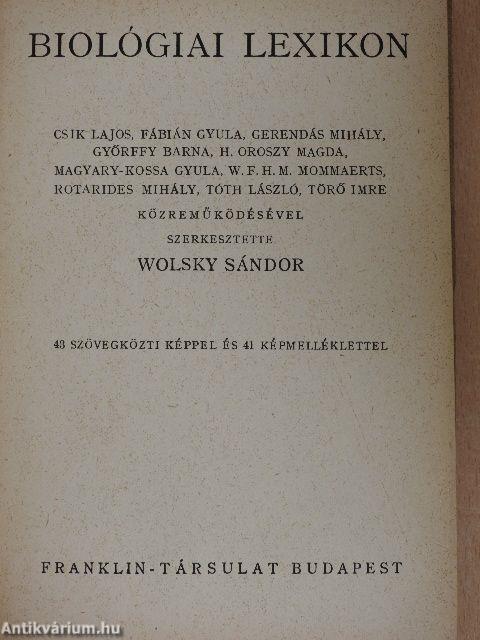 BIOLÓGIAI LEXIKON
CSIK LAJOS, FÁBIÁN GYULA, GERENDÁS MIHÁLY,
GYŐRFFY BARNA, H. OROSZY MAGDA,
MAGYARY-KOSSA GYULA, W. F. H. M. MOMMAERTS,
ROTARIDES MIHÁLY, TÓTH LÁSZLÓ, TÖRŐ IMRE
KÖZREMŰKÖDÉSÉVEL
SZERKESZTETTE
WOLSKY SÁNDOR
43 SZÖVEGKÖZTI KÉPPEL ÉS 41 KÉPMELLÉKLETTEL
FRANKLIN-TÁRSULAT BUDAPEST
Antikvárium.hu